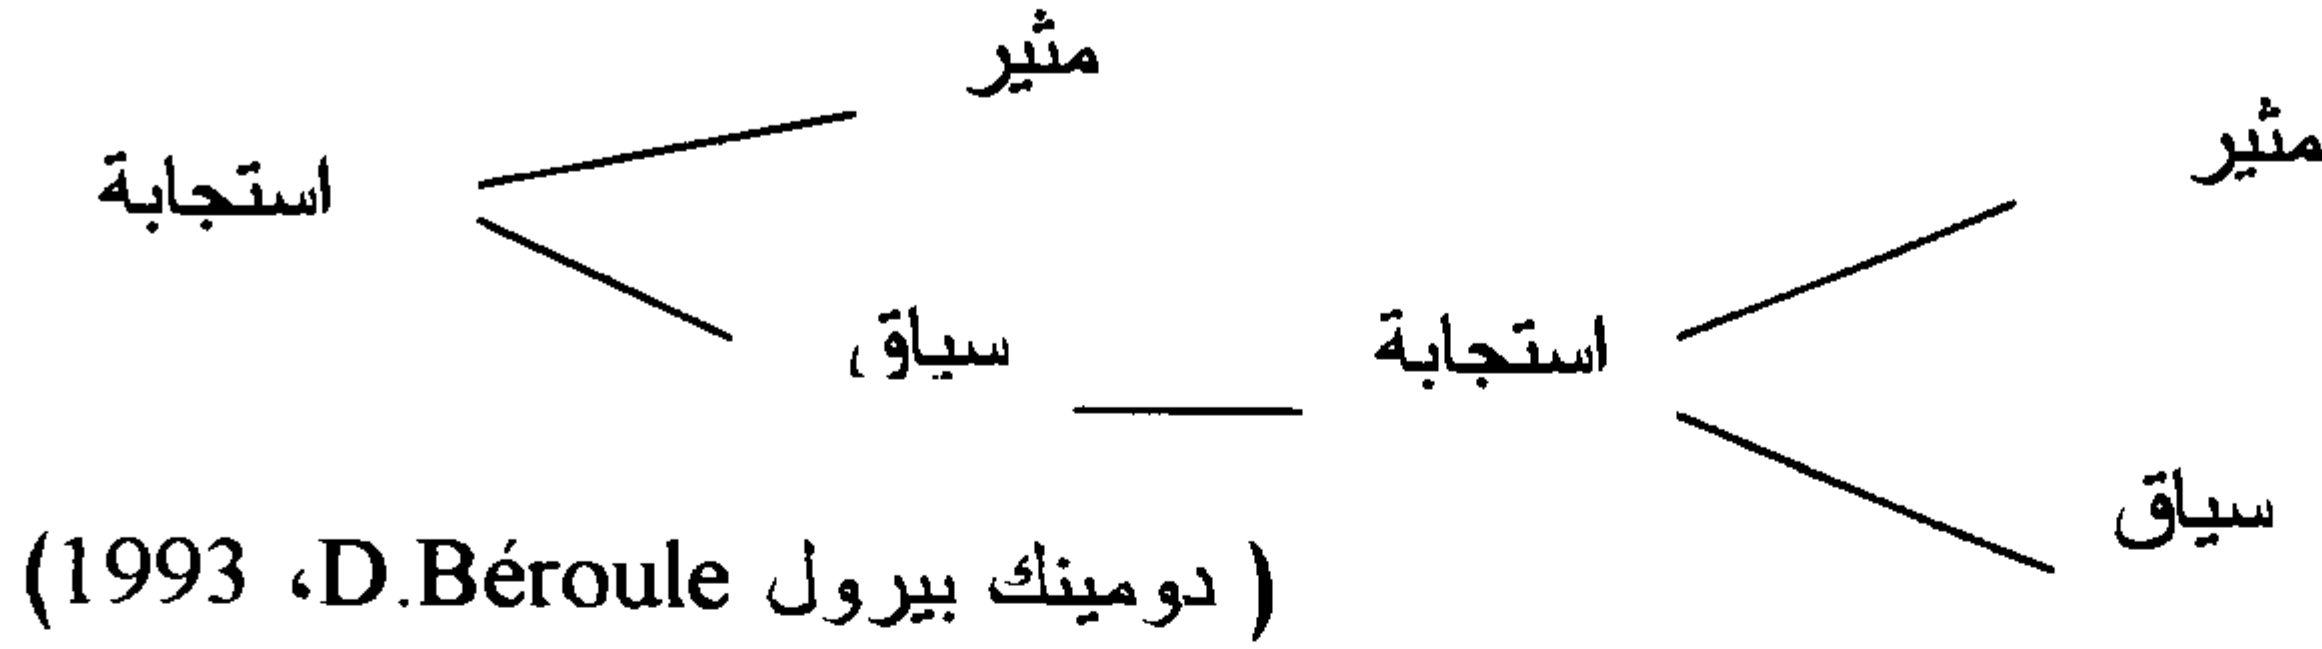 مثير
مثير
استجابة
استجابة
سياق
سياق
( دومينك بيرول D.Béroule، 1993)